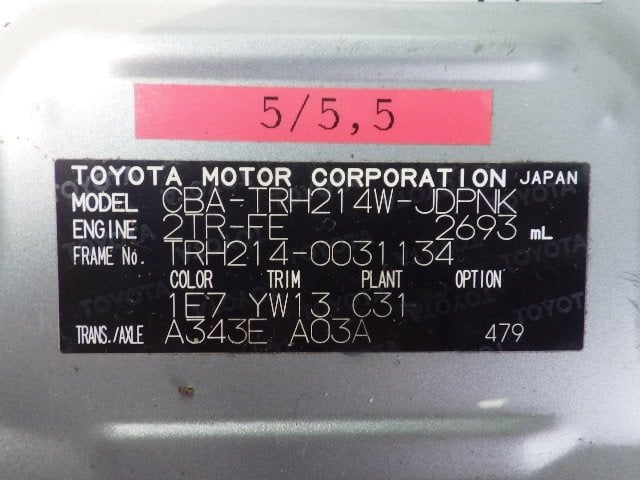 5/5,5
TOYOTA MOTOR CORPORATION JAPAN
MODEL CBA-TRH214W-JDPNK
ENGINE 2TR-FE 2693 mL
FRAME No. TRH214-0031134
COLOR TRIM PLANT OPTION
1E7 YW13 C31
TRANS./AXLE A343E A03A 479